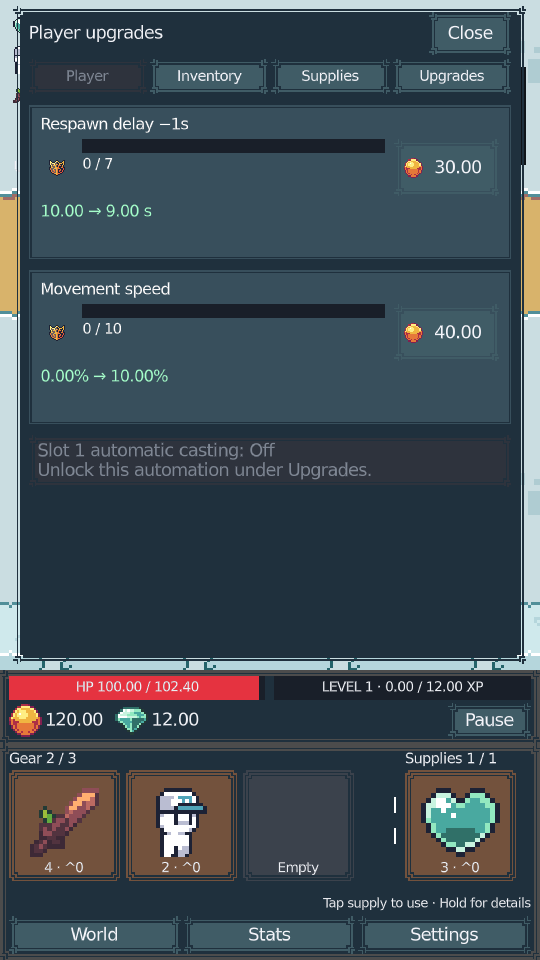 Player upgrades
Close
Player
Inventory
Supplies
Upgrades
Respawn delay −1s
0 / 7
30.00
10.00 → 9.00 s
Movement speed
0 / 10
40.00
0.00% → 10.00%
Slot 1 automatic casting: Off
Unlock this automation under Upgrades.
HP 100.00 / 102.40
LEVEL 1 · 0.00 / 12.00 XP
120.00
12.00
Pause
Gear 2 / 3
Supplies 1 / 1
4 · ^0
2 · ^0
Empty
3 · ^0
Tap supply to use · Hold for details
World
Stats
Settings